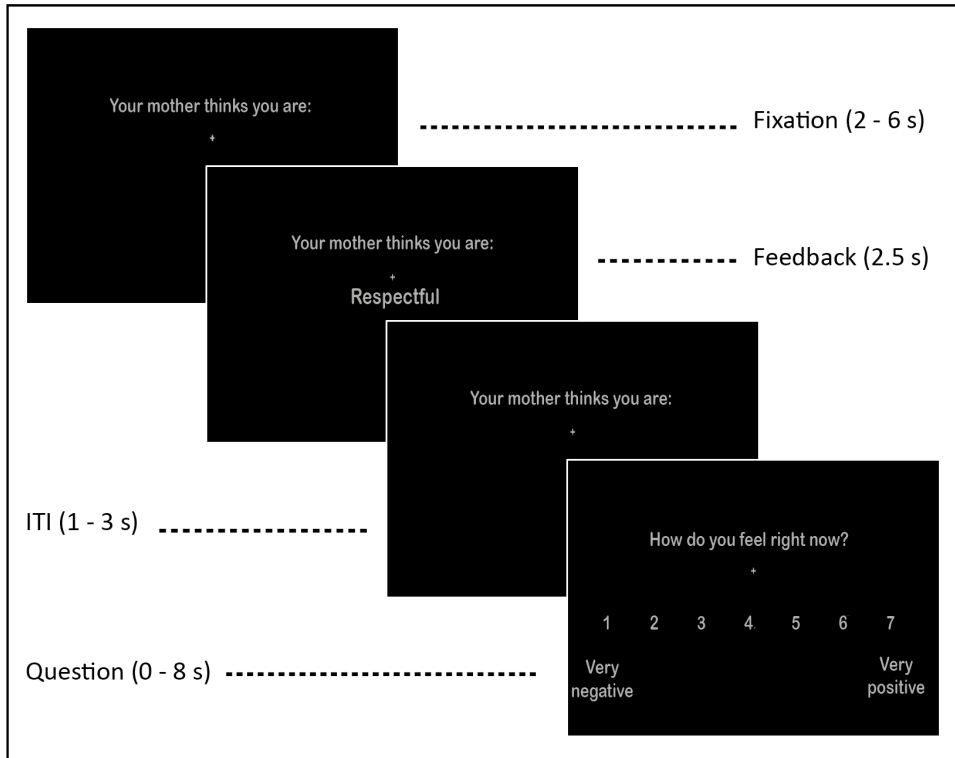 Your mother thinks you are:
+
Fixation (2 - 6 s)
Your mother thinks you are:
+
Respectful
Feedback (2.5 s)
Your mother thinks you are:
+
ITI (1 - 3 s)
How do you feel right now?
+
1 2 3 4 5 6 7
Very negative
Very positive
Question (0 - 8 s)